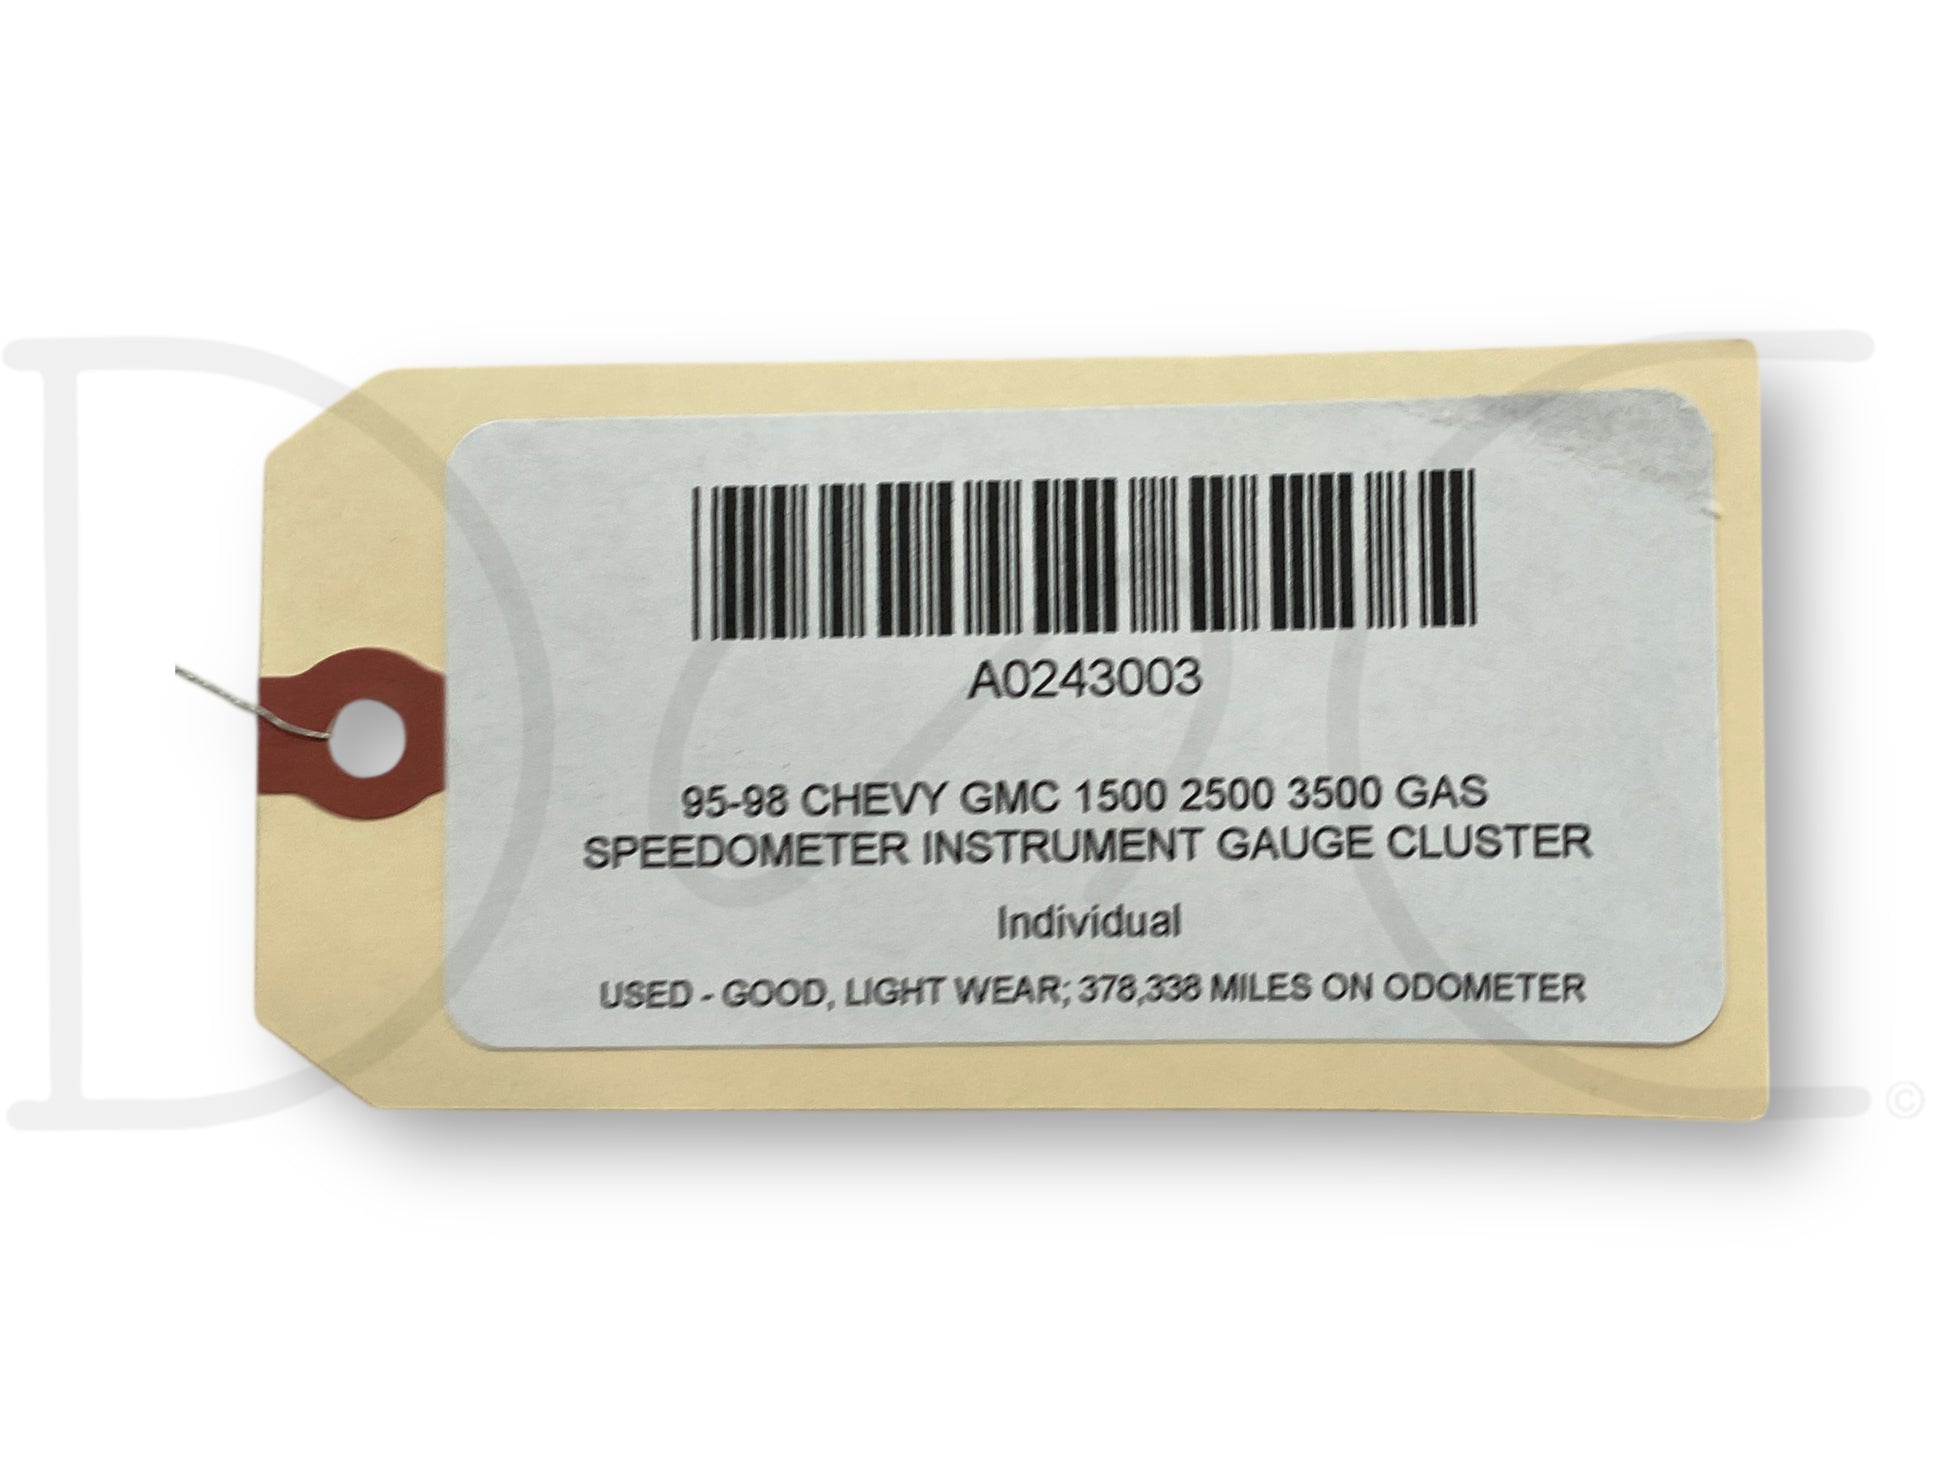 A0243003
95-98 CHEVY GMC 1500 2500 3500 GAS
SPEEDOMETER INSTRUMENT GAUGE CLUSTER
Individual
USED - GOOD, LIGHT WEAR; 378,338 MILES ON ODOMETER
©